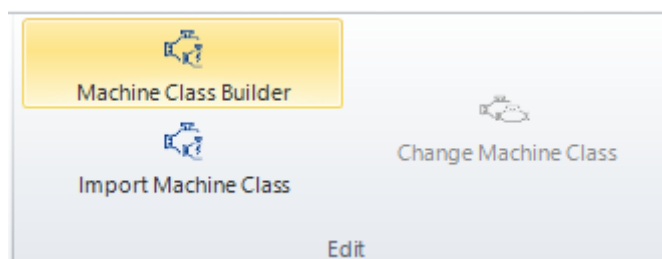 Machine Class Builder
Import Machine Class
Change Machine Class
Edit